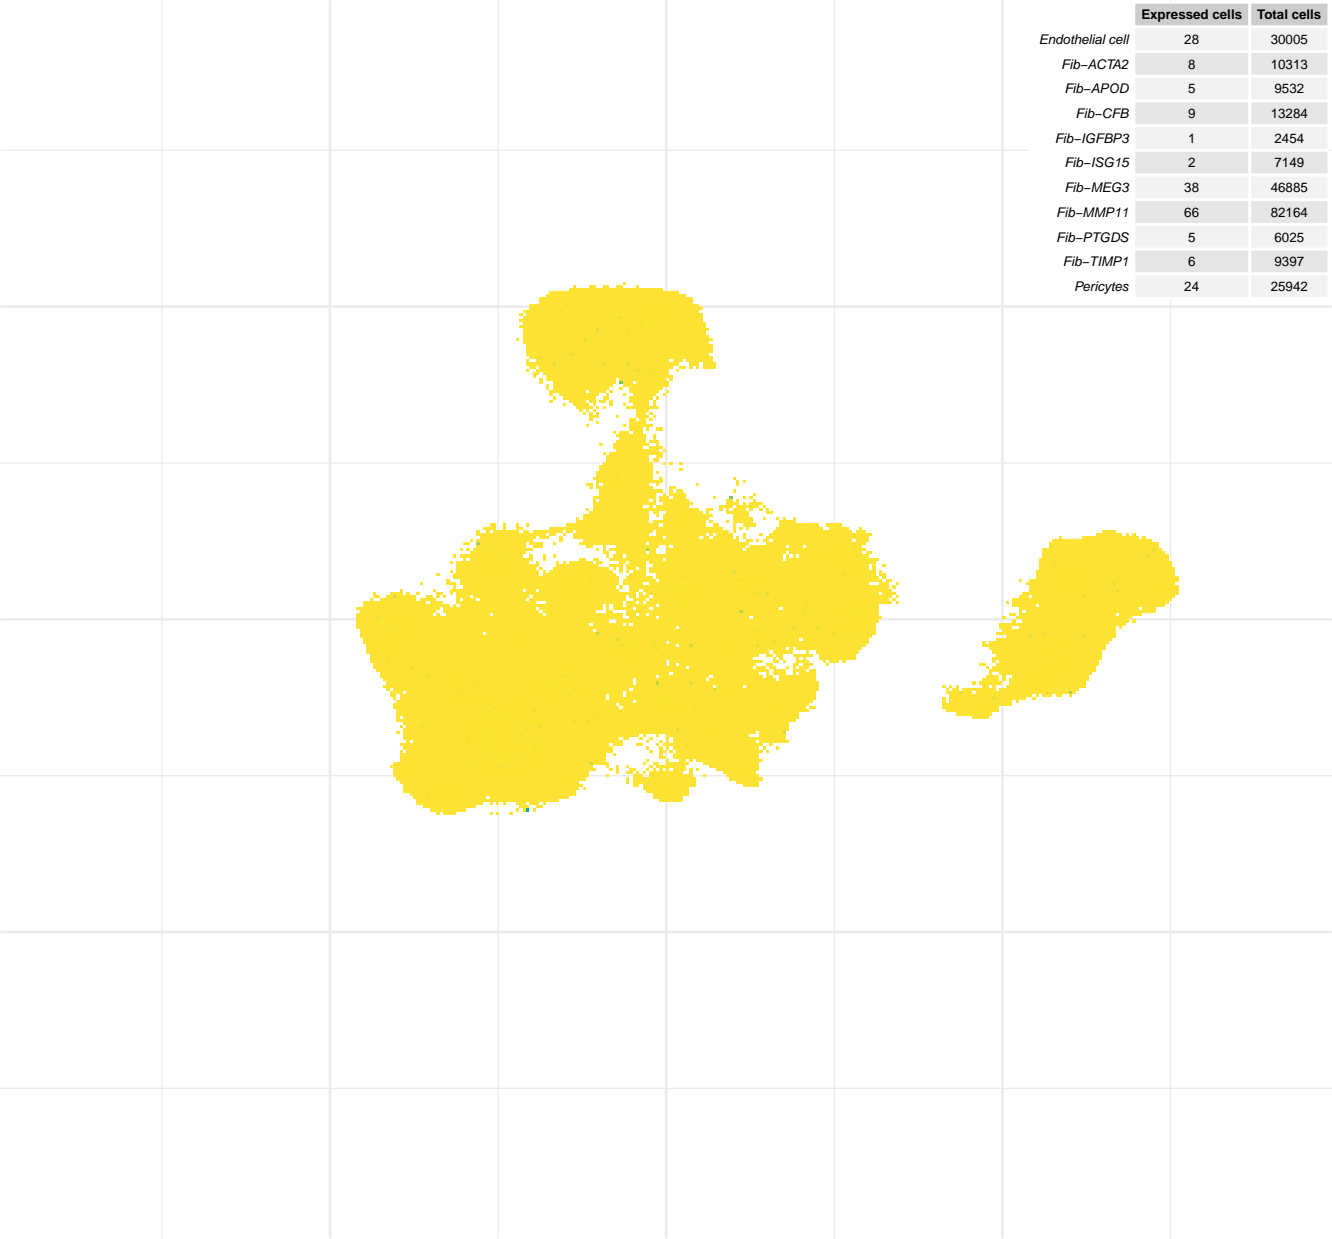 Expressed cells Total cells
Endothelial cell 28 30005
Fib−ACTA2 8 10313
Fib−APOD 5 9532
Fib−CFB 9 13284
Fib−IGFBP3 1 2454
Fib−ISG15 2 7149
Fib−MEG3 38 46885
Fib−MMP11 66 82164
Fib−PTGDS 5 6025
Fib−TIMP1 6 9397
Pericytes 24 25942